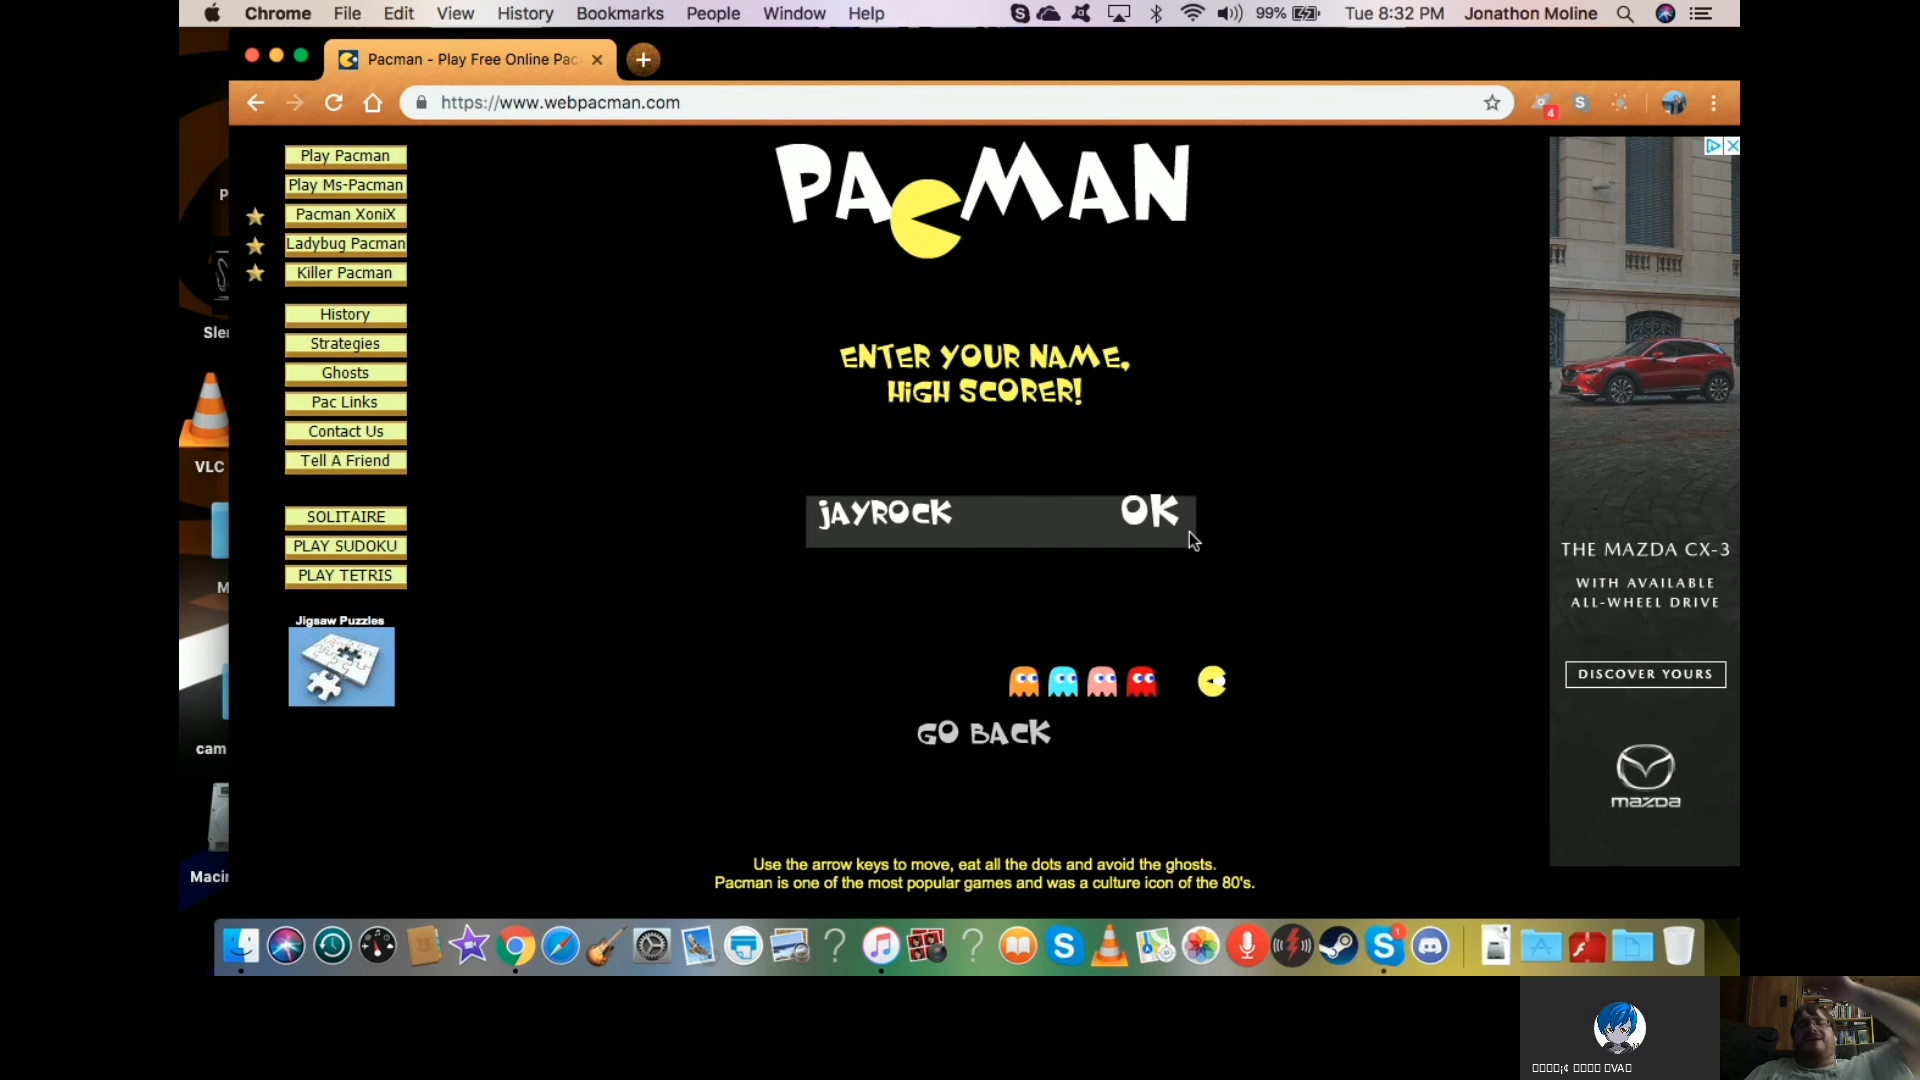 Chrome File Edit View History Bookmarks People Window Help 99% Tue 8:32 PM Jonathon Moline
Pacman - Play Free Online Pac
https://www.webpacman.com
4
S
Play Pacman
Play Ms-Pacman
Pacman XoniX
Ladybug Pacman
Killer Pacman
History
Strategies
Ghosts
Pac Links
Contact Us
Tell A Friend
SOLITAIRE
PLAY SUDOKU
PLAY TETRIS
Jigsaw Puzzles
P
Sle
VLC
M
cam
Macin
PACMAN
ENTER YOUR NAME,
HIGH SCORER!
JAYROCK OK
GO BACK
Use the arrow keys to move, eat all the dots and avoid the ghosts.
Pacman is one of the most popular games and was a culture icon of the 80's.
THE MAZDA CX-3
WITH AVAILABLE
ALL-WHEEL DRIVE
DISCOVER YOURS
mazda
1